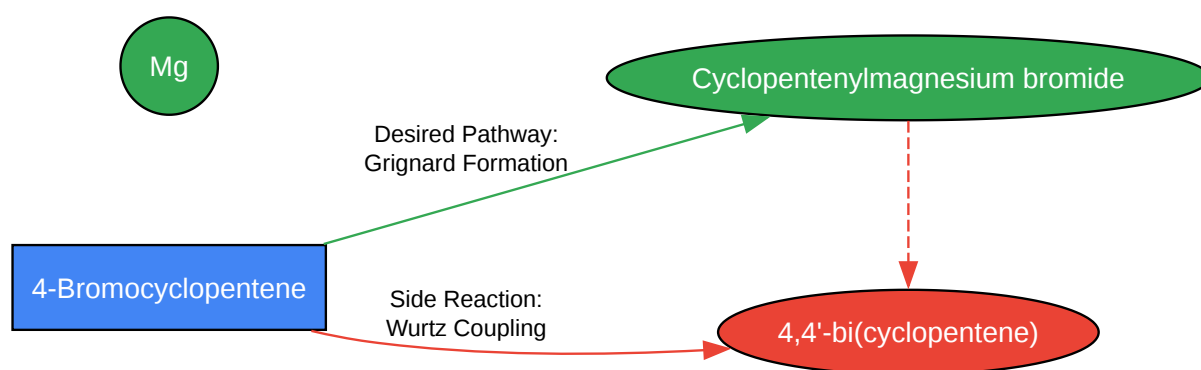 Mg
Cyclopentenylmagnesium bromide
Desired Pathway:
Grignard Formation
4-Bromocyclopentene
Side Reaction:
Wurtz Coupling
4,4'-bi(cyclopentene)